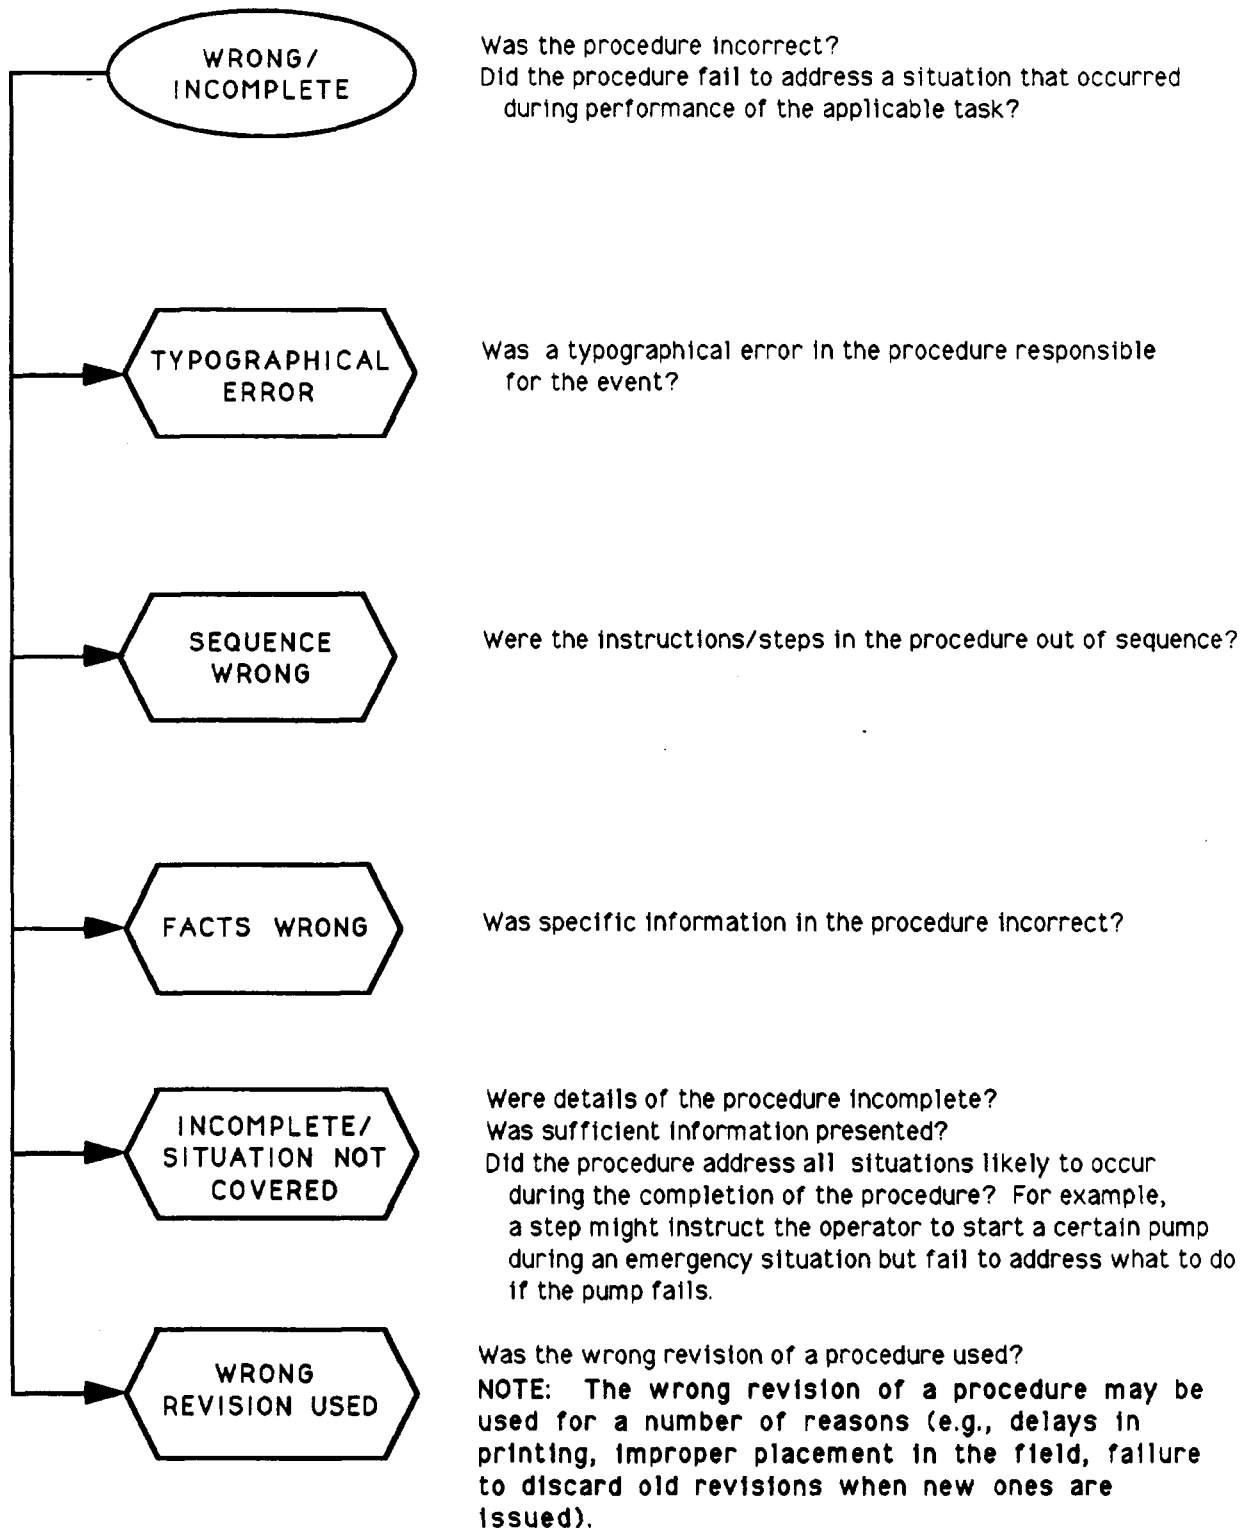 WRONG/
INCOMPLETE
Was the procedure incorrect?
Did the procedure fail to address a situation that occurred
during performance of the applicable task?
TYPOGRAPHICAL
ERROR
Was a typographical error in the procedure responsible
for the event?
SEQUENCE
WRONG
Were the instructions/steps in the procedure out of sequence?
FACTS WRONG
Was specific information in the procedure incorrect?
INCOMPLETE/
SITUATION NOT
COVERED
Were details of the procedure incomplete?
Was sufficient information presented?
Did the procedure address all situations likely to occur
during the completion of the procedure? For example,
a step might instruct the operator to start a certain pump
during an emergency situation but fail to address what to do
if the pump fails.
WRONG
REVISION USED
Was the wrong revision of a procedure used?
NOTE: The wrong revision of a procedure may be
used for a number of reasons (e.g., delays in
printing, improper placement in the field, failure
to discard old revisions when new ones are
issued).